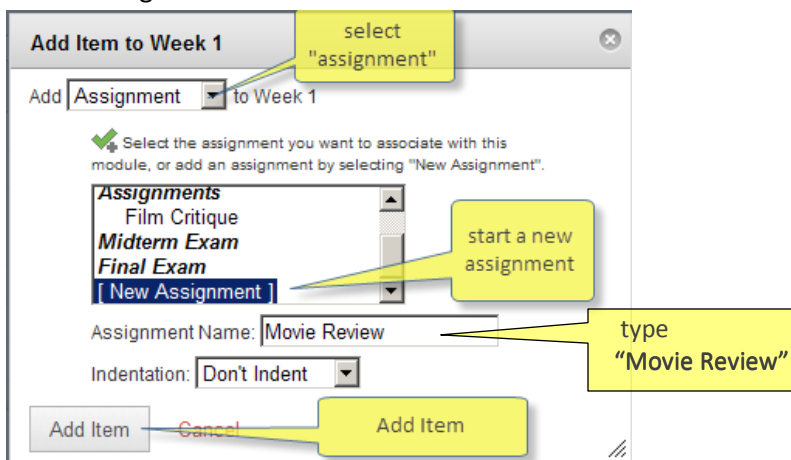 Add Item to Week 1
select
"assignment"
Add Assignment to Week 1
Select the assignment you want to associate with this
module, or add an assignment by selecting "New Assignment".
Assignments
Film Critique
Midterm Exam
Final Exam
[ New Assignment ]
start a new
assignment
Assignment Name: Movie Review
type
“Movie Review”
Indentation: Don't Indent
Add Item
Cancel
Add Item